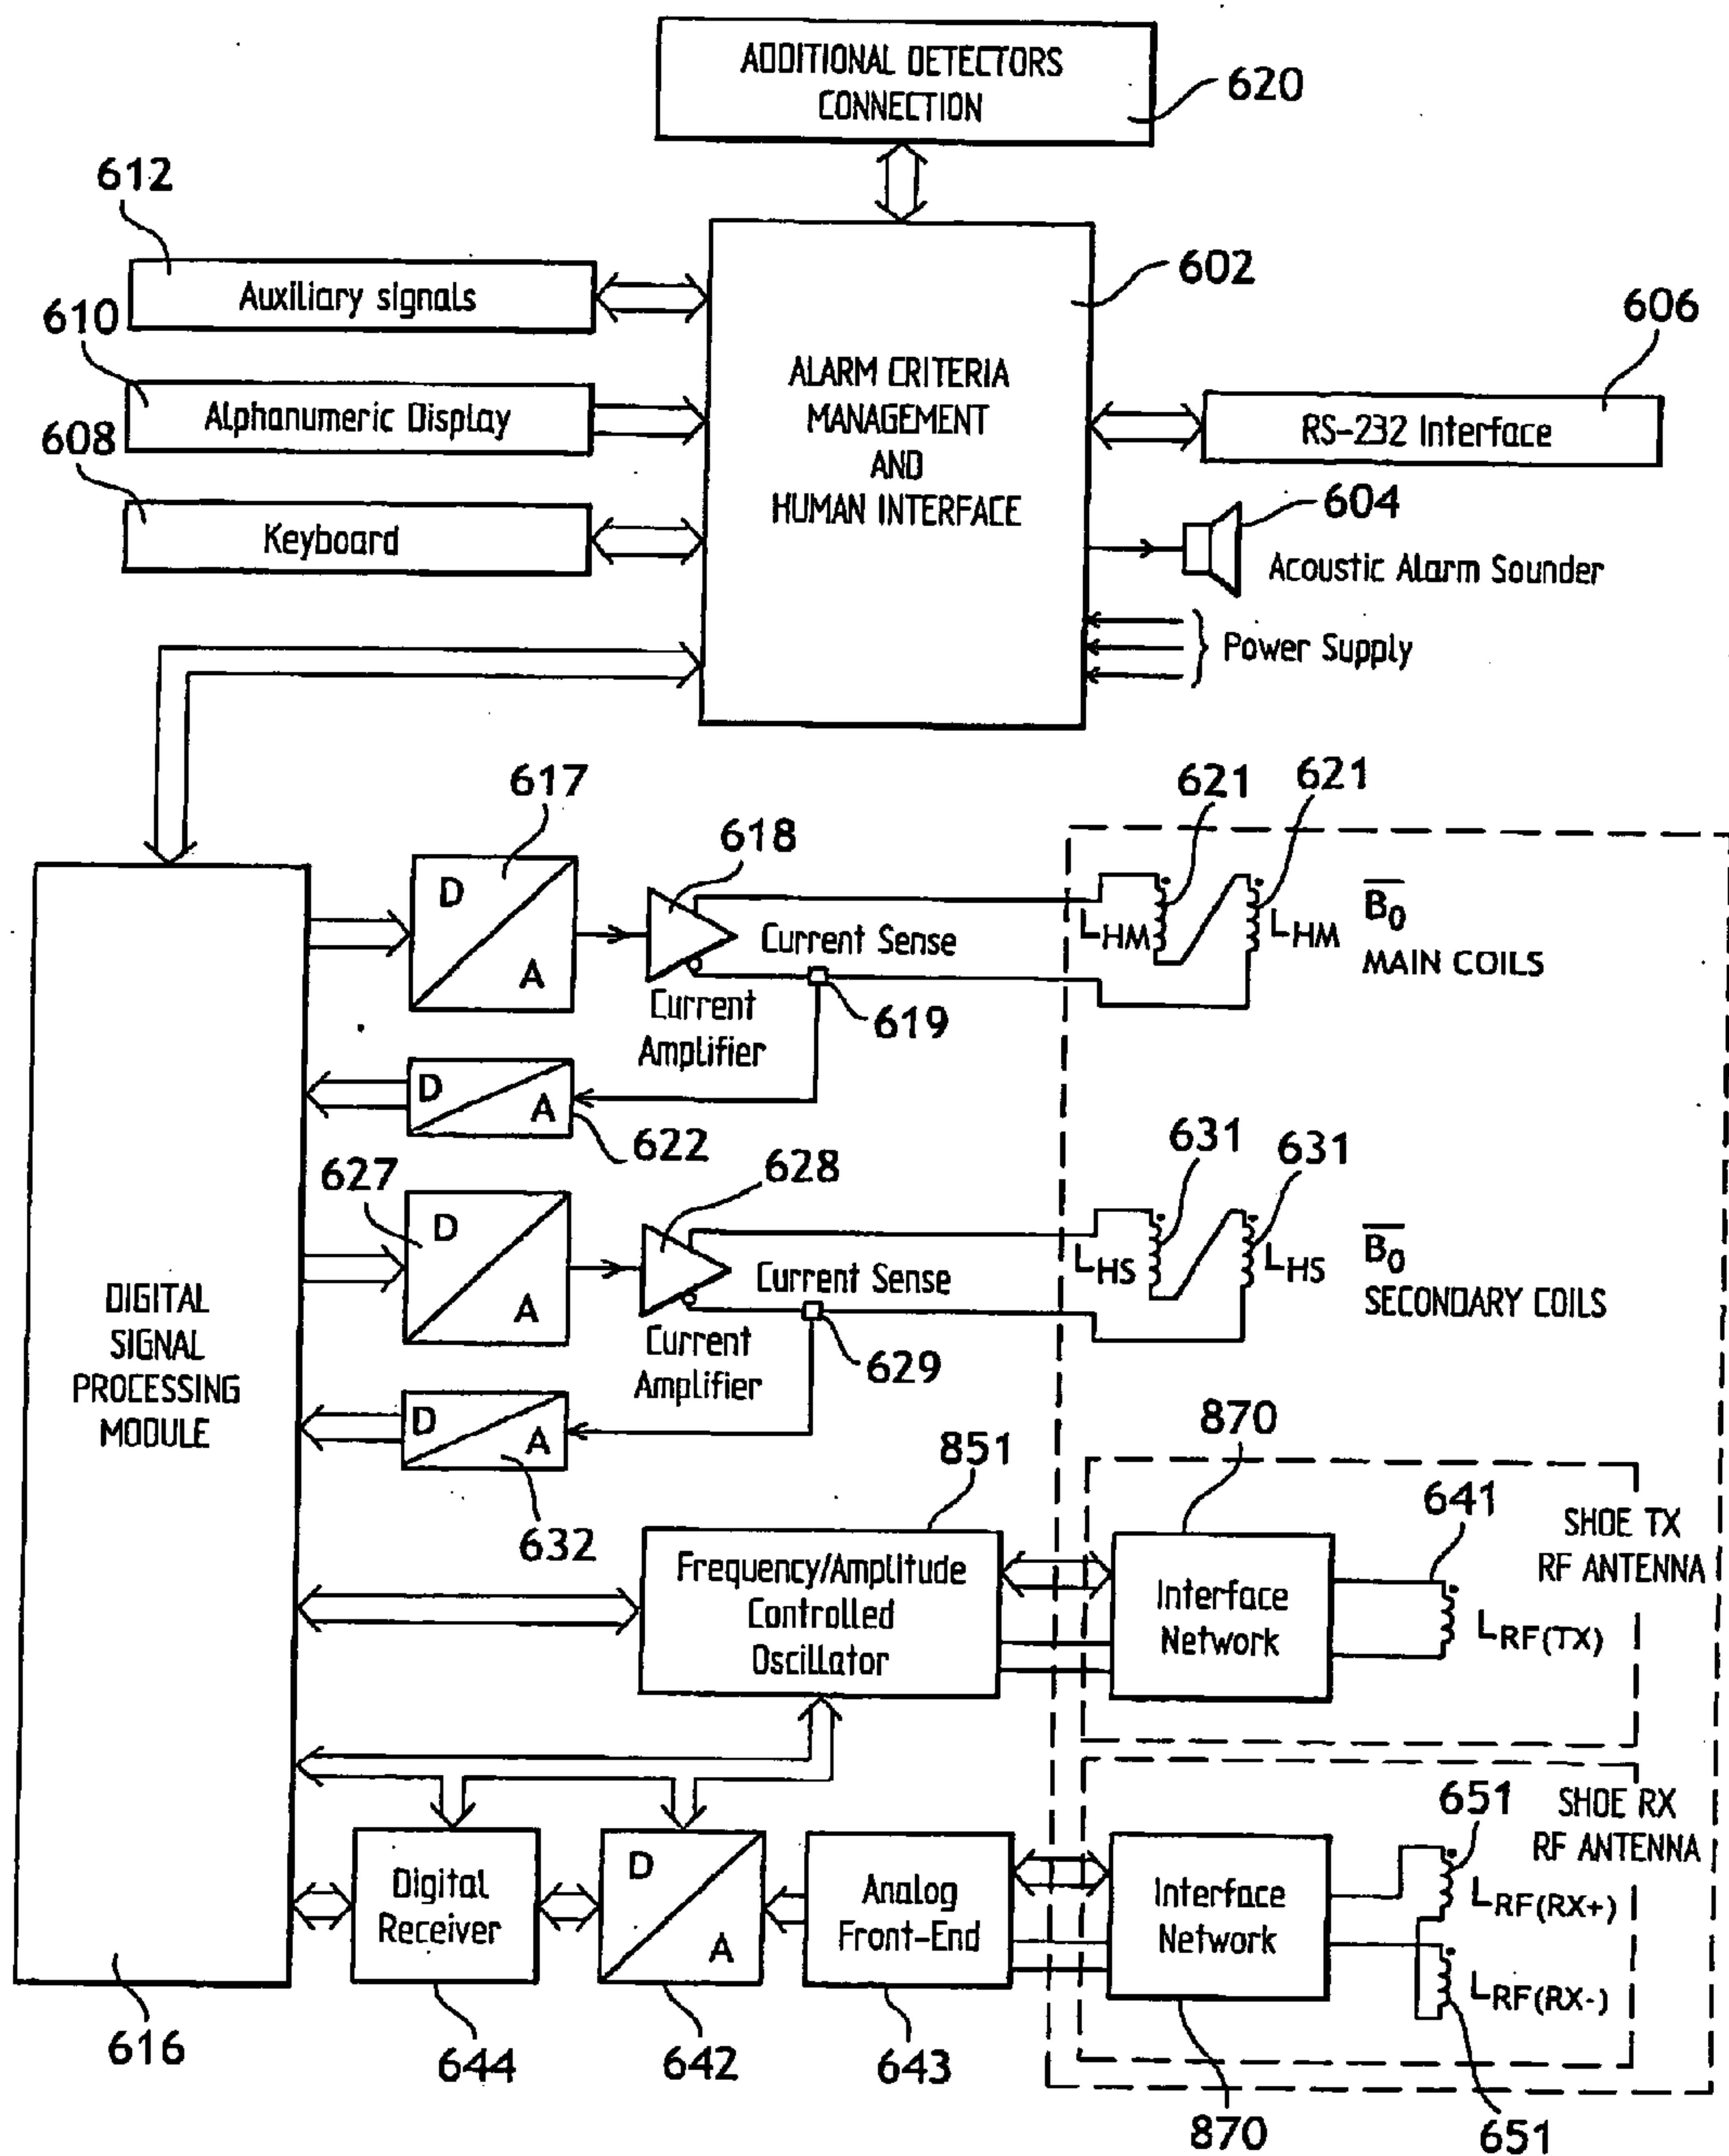 ADDITIONAL DETECTORS
CONNECTION
620
612
Auxiliary signals
602
610
Alphanumeric Display
606
RS-232 Interface
ALARM CRITERIA
MANAGEMENT
AND
HUMAN INTERFACE
608
Keyboard
604
Acoustic Alarm Sounder
Power Supply
617
D
A
618
Current Sense
Current
Amplifier
619
621
621
LHM
LHM
B0
MAIN COILS
D
A
622
627
D
A
628
Current Sense
Current
Amplifier
629
631
631
LHS
LHS
B0
SECONDARY COILS
DIGITAL
SIGNAL
PROCESSING
MODULE
D
A
632
851
Frequency/Amplitude
Controlled
Oscillator
870
Interface
Network
641
SHOE TX
RF ANTENNA
LRF(TX)
Digital
Receiver
D
A
Analog
Front-End
Interface
Network
651
SHOE RX
RF ANTENNA
LRF(RX+)
LRF(RX-)
616
644
642
643
870
651